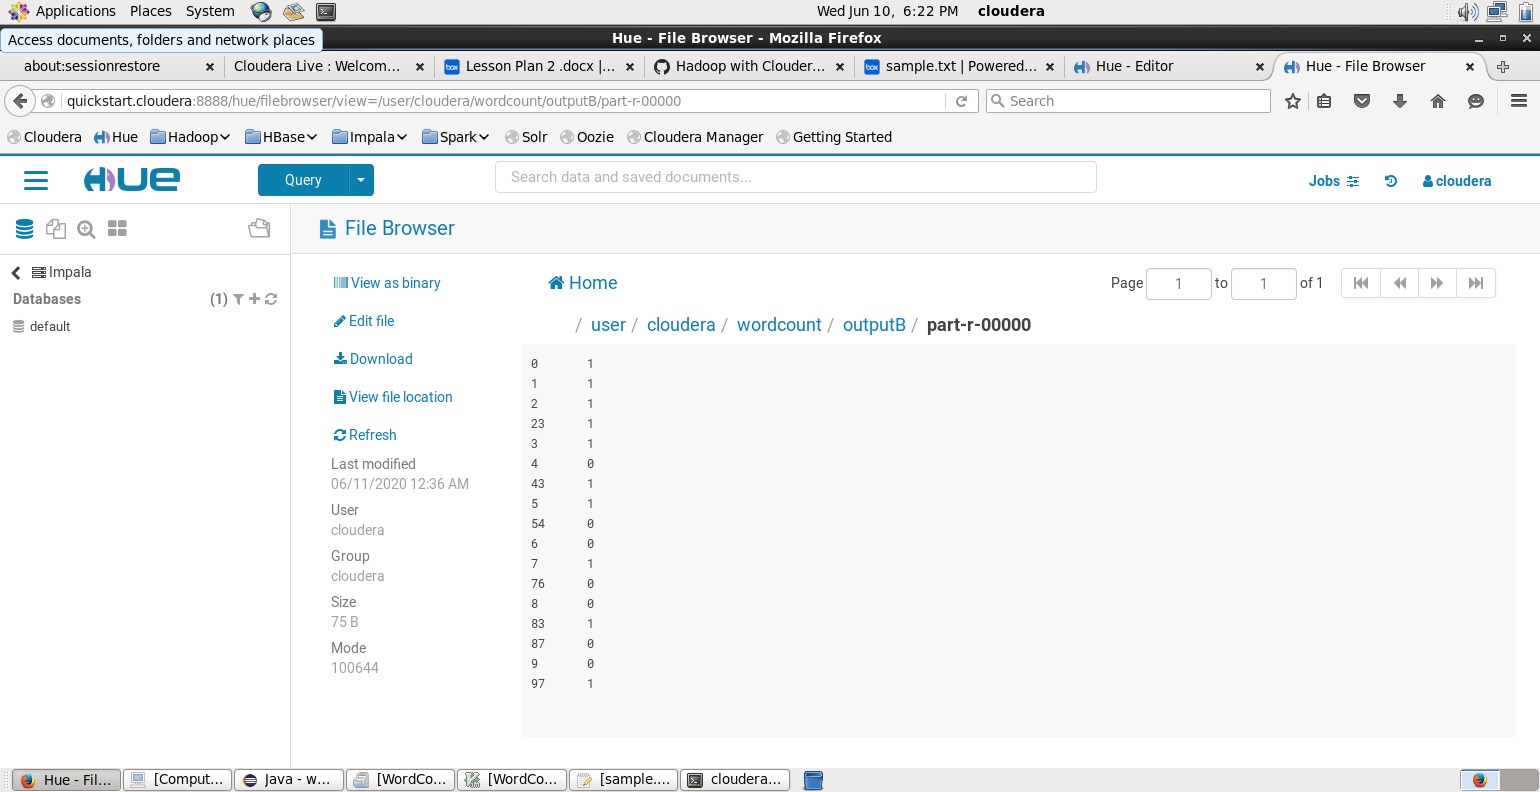 Applications Places System Wed Jun 10, 6:22 PM cloudera
Access documents, folders and network places
Hue - File Browser - Mozilla Firefox
about:sessionrestore Cloudera Live : Welcom... Lesson Plan 2 .docx |... Hadoop with Clouder... sample.txt | Powered... Hue - Editor Hue - File Browser
quickstart.cloudera:8888/hue/filebrowser/view=/user/cloudera/wordcount/outputB/part-r-00000 Search
Cloudera Hue Hadoop HBase Impala Spark Solr Oozie Cloudera Manager Getting Started
HUE Query Search data and saved documents... Jobs cloudera
File Browser
Impala
Databases (1)
default
View as binary
Edit file
Download
View file location
Refresh
Last modified
06/11/2020 12:36 AM
User
cloudera
Group
cloudera
Size
75 B
Mode
100644
Home Page 1 to 1 of 1
/ user / cloudera / wordcount / outputB / part-r-00000
0 1
1 1
2 1
23 1
3 1
4 0
43 1
5 1
54 0
6 0
7 1
76 0
8 0
83 1
87 0
9 0
97 1
Hue - Fil... [Comput... Java - w... [WordCo... [WordCo... [sample.... cloudera...